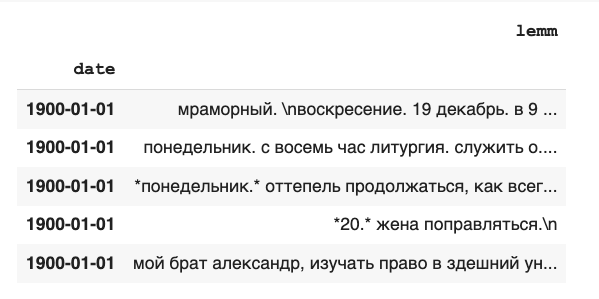 lemm
date
1900-01-01 мраморный. \nвоскресение. 19 декабрь. в 9 ...
1900-01-01 понедельник. с восемь час литургия. служить о....
1900-01-01 *понедельник.* оттепель продолжаться, как всег...
1900-01-01 *20.* жена поправляться.\n
1900-01-01 мой брат александр, изучать право в здешний ун...